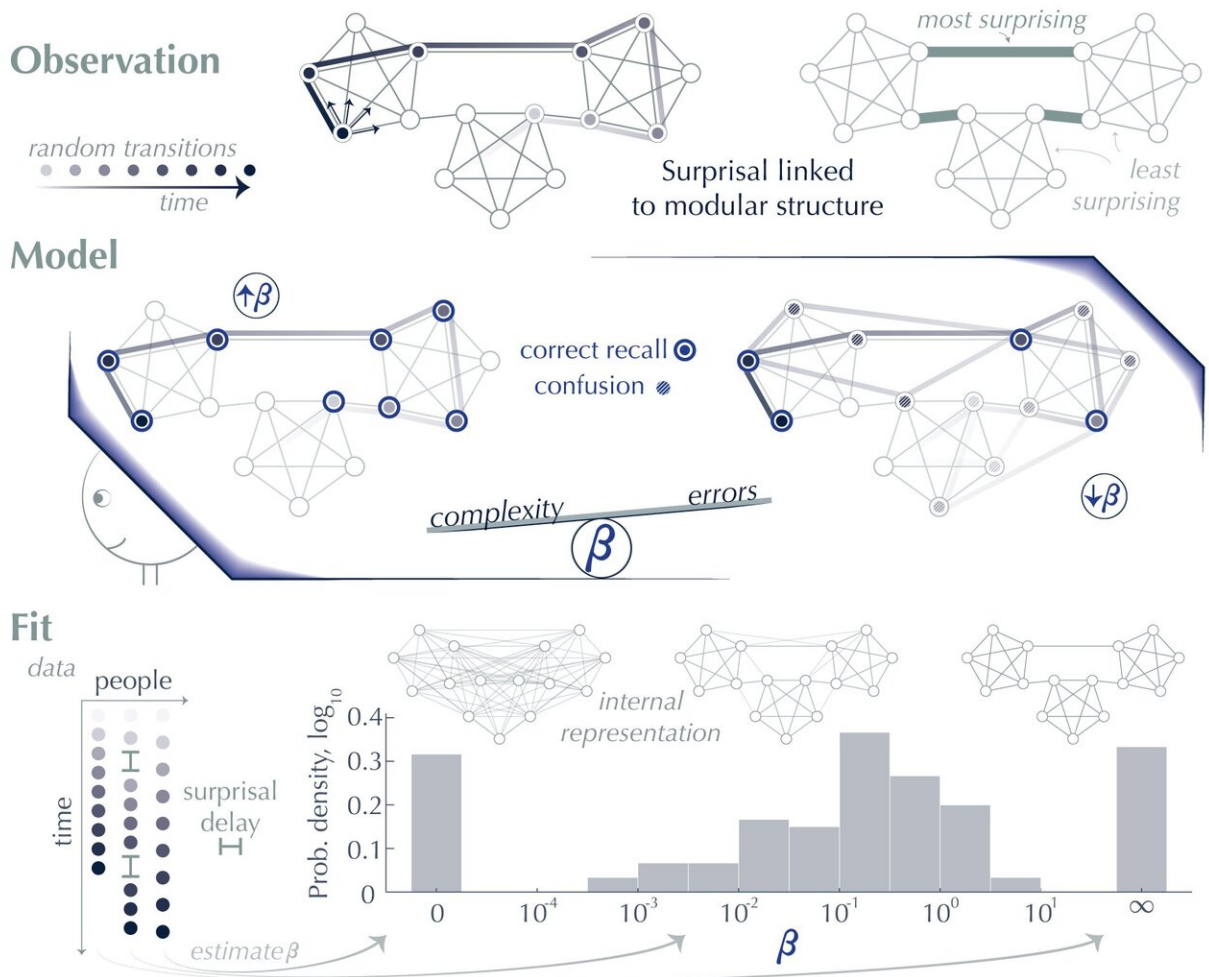 Observation
most surprising
random transitions
time
Surprisal linked
to modular structure
least
surprising
Model
↑β
correct recall
confusion
↓β
complexity
errors
β
Fit
data
people
time
surprisal
delay
internal
representation
Prob. density, log10
0.4
0.3
0.2
0.1
0
0
10^-4
10^-3
10^-2
10^-1
10^0
10^1
∞
β
estimate β